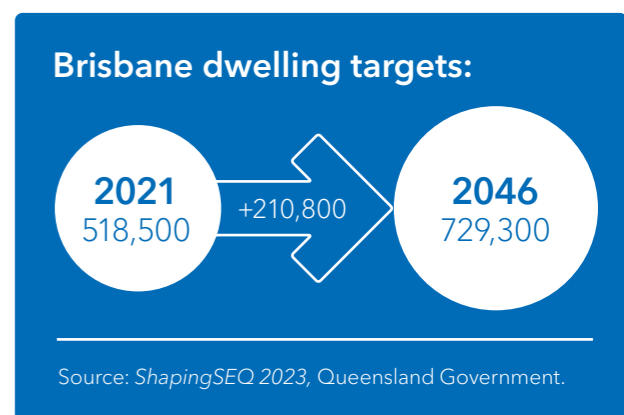 Brisbane dwelling targets:
2021
518,500
+210,800
2046
729,300
Source: ShapingSEQ 2023, Queensland Government.